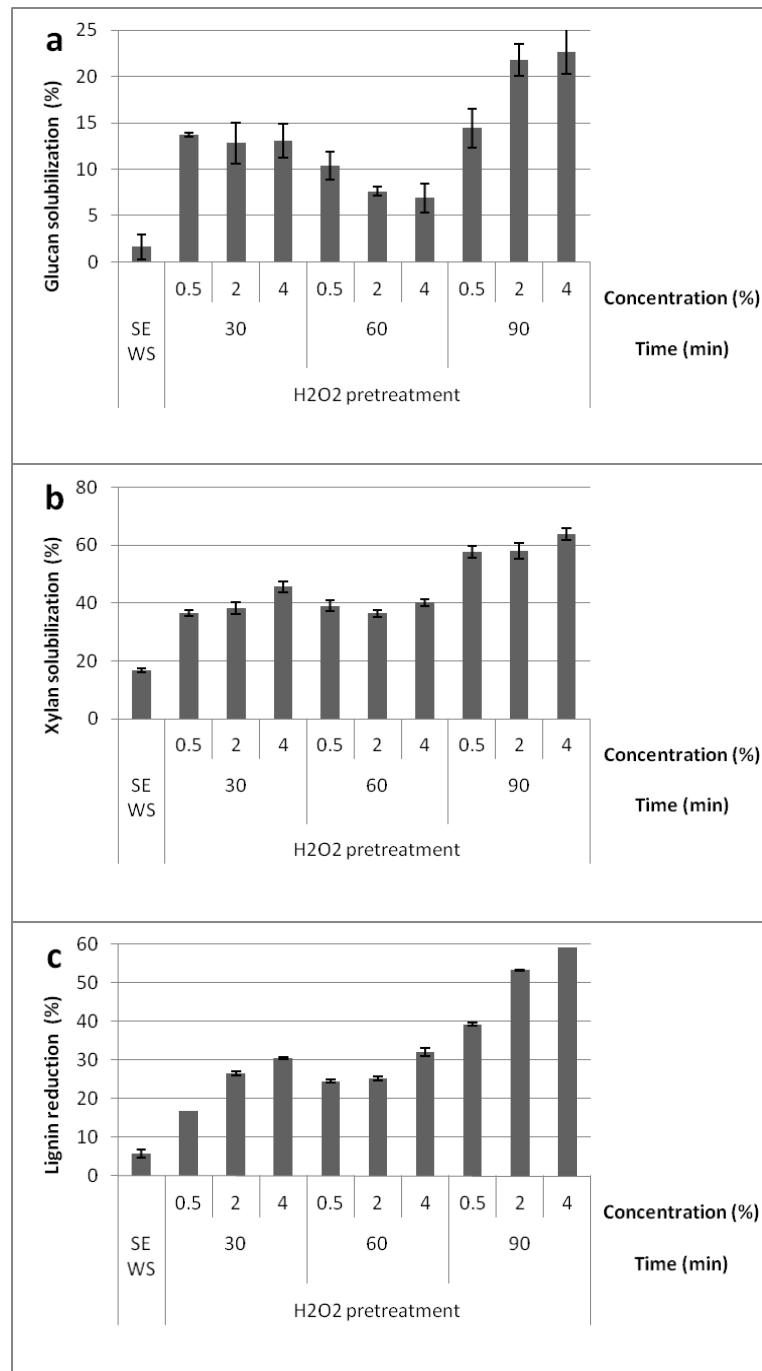 a
Glucan solubilization (%)
25
20
15
10
5
0
0.5 2 4 0.5 2 4 0.5 2 4
Concentration (%)
SE WS
30 60 90
Time (min)
H2O2 pretreatment
b
Xylan solubilization (%)
80
60
40
20
0
0.5 2 4 0.5 2 4 0.5 2 4
Concentration (%)
SE WS
30 60 90
Time (min)
H2O2 pretreatment
c
Lignin reduction (%)
60
50
40
30
20
10
0
0.5 2 4 0.5 2 4 0.5 2 4
Concentration (%)
SE WS
30 60 90
Time (min)
H2O2 pretreatment